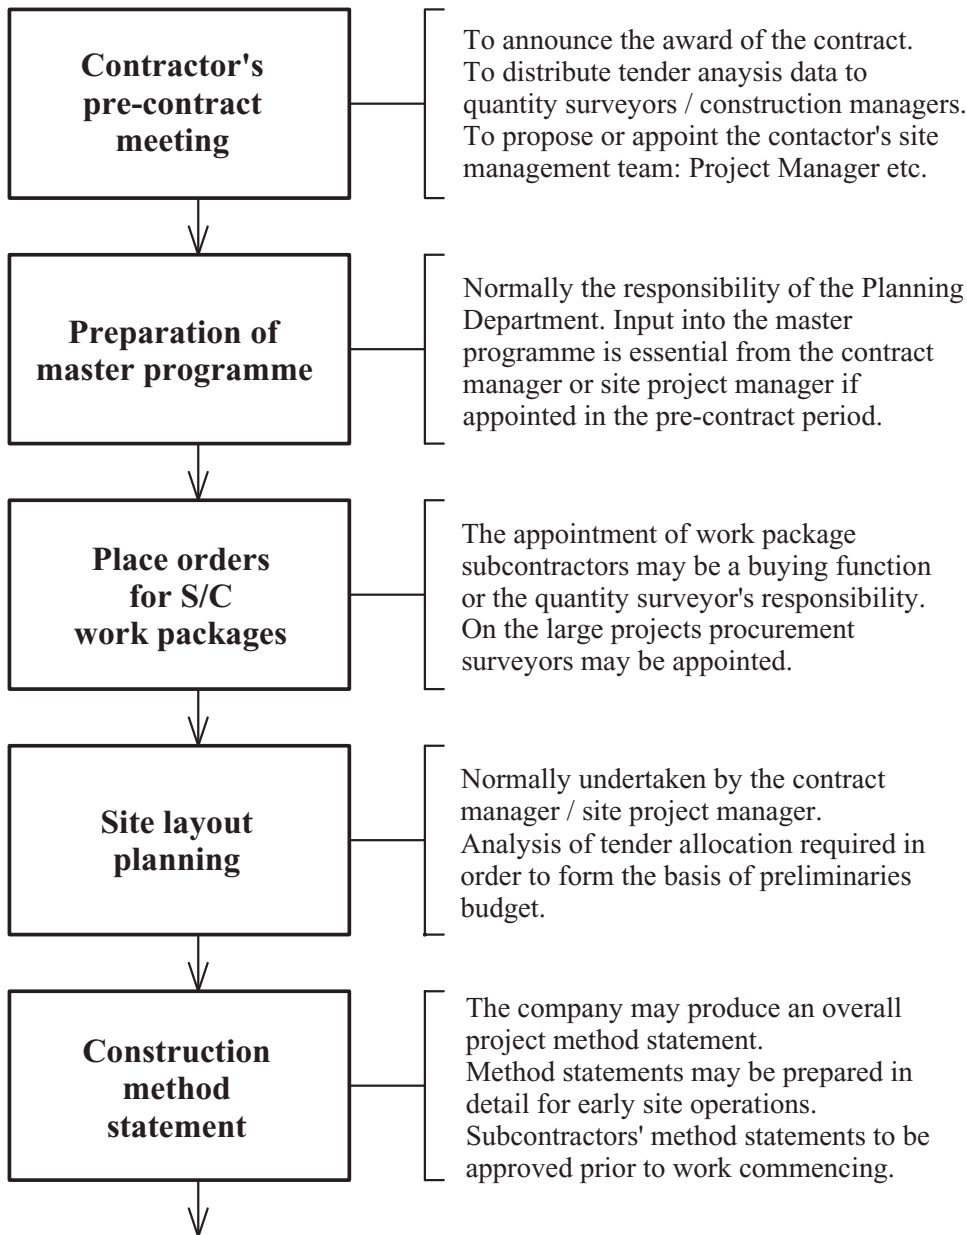 Contractor's
pre-contract
meeting
To announce the award of the contract.
To distribute tender anaysis data to
quantity surveyors / construction managers.
To propose or appoint the contactor's site
management team: Project Manager etc.
Preparation of
master programme
Normally the responsibility of the Planning
Department. Input into the master
programme is essential from the contract
manager or site project manager if
appointed in the pre-contract period.
Place orders
for S/C
work packages
The appointment of work package
subcontractors may be a buying function
or the quantity surveyor's responsibility.
On the large projects procurement
surveyors may be appointed.
Site layout
planning
Normally undertaken by the contract
manager / site project manager.
Analysis of tender allocation required in
order to form the basis of preliminaries
budget.
Construction
method
statement
The company may produce an overall
project method statement.
Method statements may be prepared in
detail for early site operations.
Subcontractors' method statements to be
approved prior to work commencing.